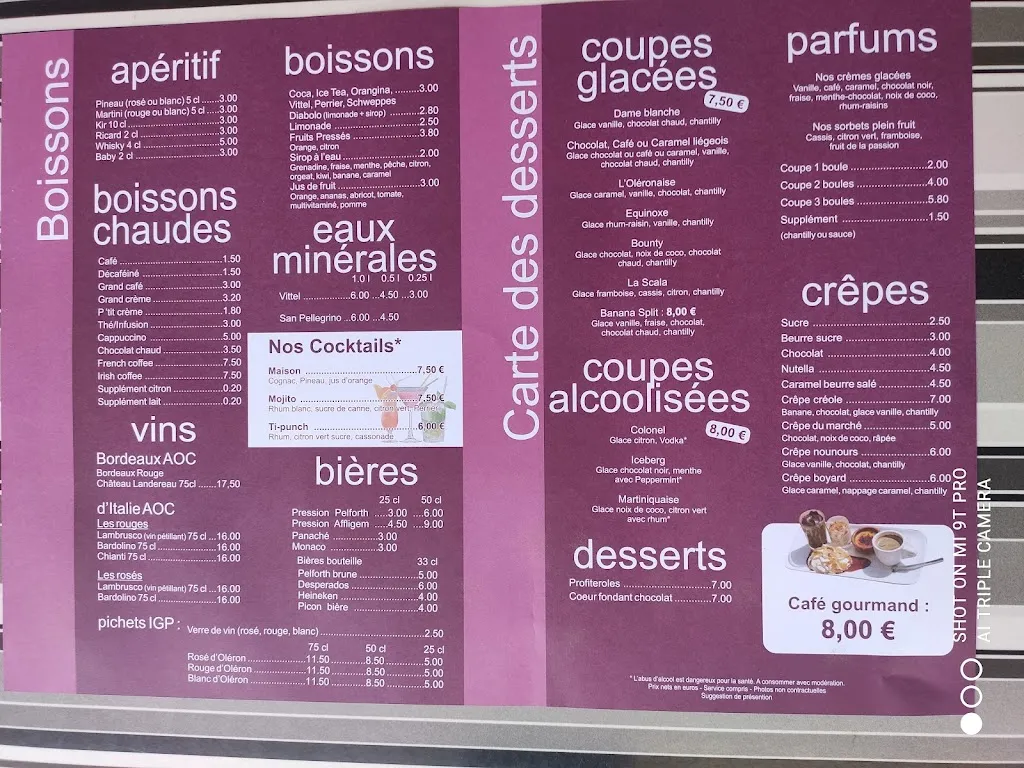 Boissons
apéritif
Pineau (rosé ou blanc) 5 cl .......3.00
Martini (rouge ou blanc) 5 cl ....3.00
Kir 10 cl ..............3.00
Ricard 2 cl ..............3.00
Whisky 4 cl ..............5.00
Baby 2 cl ..............3.00
boissons
chaudes
Café ..............1.50
Décaféiné ..............1.50
Grand café ..............3.00
Grand crème ..............3.20
P 'tit crème ..............1.80
Thé/Infusion ..............3.00
Cappuccino ..............5.00
Chocolat chaud ..............3.50
French coffee ..............7.50
Irish coffee ..............7.50
Supplément citron ..............0.20
Supplément lait ..............0.20
vins
Bordeaux AOC
Bordeaux Rouge
Château Landereau 75cl ......17,50
d'Italie AOC
Les rouges
Lambrusco (vin pétillant) 75 cl ...16.00
Bardolino 75 cl ..............16.00
Chianti 75 cl ..............16.00
Les rosés
Lambrusco (vin pétillant) 75 cl ...16.00
Bardolino 75 cl ..............16.00
pichets IGP :
Verre de vin (rosé, rouge, blanc) ..............2.50
75 cl 50 cl 25 cl
Rosé d'Oléron ..............11.50 ..............8.50 ..............5.00
Rouge d'Oléron ..............11.50 ..............8.50 ..............5.00
Blanc d'Oléron ..............11.50 ..............8.50 ..............5.00
boissons
Coca, Ice Tea, Orangina, .........3.00
Vittel, Perrier, Schweppes
Diabolo (limonade + sirop) .........2.80
Limonade ..............2.50
Fruits Pressés ..............3.80
Orange, citron
Sirop à l'eau ..............2.00
Grenadine, fraise, menthe, pêche, citron,
orgeat, kiwi, banane, caramel
Jus de fruit ..............3.00
Orange, ananas, abricot, tomate,
multivitaminé, pomme
eaux
minérales
1.0 l 0.5 l 0.25 l
Vittel ..............6.00 ...4.50 ...3.00
San Pellegrino ...6.00 ...4.50
Nos Cocktails*
Maison ..............7,50 €
Cognac, Pineau, jus d'orange
Mojito ..............7,50 €
Rhum blanc, sucre de canne, citron vert, Perrier
Ti-punch ..............6,00 €
Rhum, citron vert sucre, cassonade
bières
25 cl 50 cl
Pression Pelforth .....3.00 ....6.00
Pression Affligem .....4.50 ....9.00
Panaché ..............3.00
Monaco ..............3.00
Bières bouteille 33 cl
Pelforth brune ..............5.00
Desperados ..............6.00
Heineken ..............4.00
Picon bière ..............4.00
Carte des desserts
coupes
glacées
7,50 €
Dame blanche
Glace vanille, chocolat chaud, chantilly
Chocolat, Café ou Caramel liégeois
Glace chocolat ou café ou caramel, vanille,
chocolat chaud, chantilly
L'Oléronaise
Glace caramel, vanille, chocolat, chantilly
Equinoxe
Glace rhum-raisin, vanille, chantilly
Bounty
Glace chocolat, noix de coco, chocolat
chaud, chantilly
La Scala
Glace framboise, cassis, citron, chantilly
Banana Split : 8,00 €
Glace vanille, fraise, chocolat,
chocolat chaud, chantilly
coupes
alcoolisées
8,00 €
Colonel
Glace citron, Vodka*
Iceberg
Glace chocolat noir, menthe
avec Peppermint*
Martiniquaise
Glace noix de coco, citron vert
avec rhum*
desserts
Profiteroles ..............7.00
Coeur fondant chocolat ..............7.00
parfums
Nos crèmes glacées
Vanille, café, caramel, chocolat noir,
fraise, menthe-chocolat, noix de coco,
rhum-raisins
Nos sorbets plein fruit
Cassis, citron vert, framboise,
fruit de la passion
Coupe 1 boule ..............2.00
Coupe 2 boules ..............4.00
Coupe 3 boules ..............5.80
Supplément ..............1.50
(chantilly ou sauce)
crêpes
Sucre ..............2.50
Beurre sucre ..............3.00
Chocolat ..............4.00
Nutella ..............4.50
Caramel beurre salé ..............4.50
Crêpe créole ..............7.00
Banane, chocolat, glace vanille, chantilly
Crêpe du marché ..............5.00
Chocolat, noix de coco, râpée
Crêpe nounours ..............6.00
Glace vanille, chocolat, chantilly
Crêpe boyard ..............6.00
Glace caramel, nappage caramel, chantilly
Café gourmand :
8,00 €
* L'abus d'alcool est dangereux pour la santé. A consommer avec modération.
Prix nets en euros - Service compris - Photos non contractuelles
Suggestion de présention
SHOT ON MI 9T PRO
AI TRIPLE CAMERA